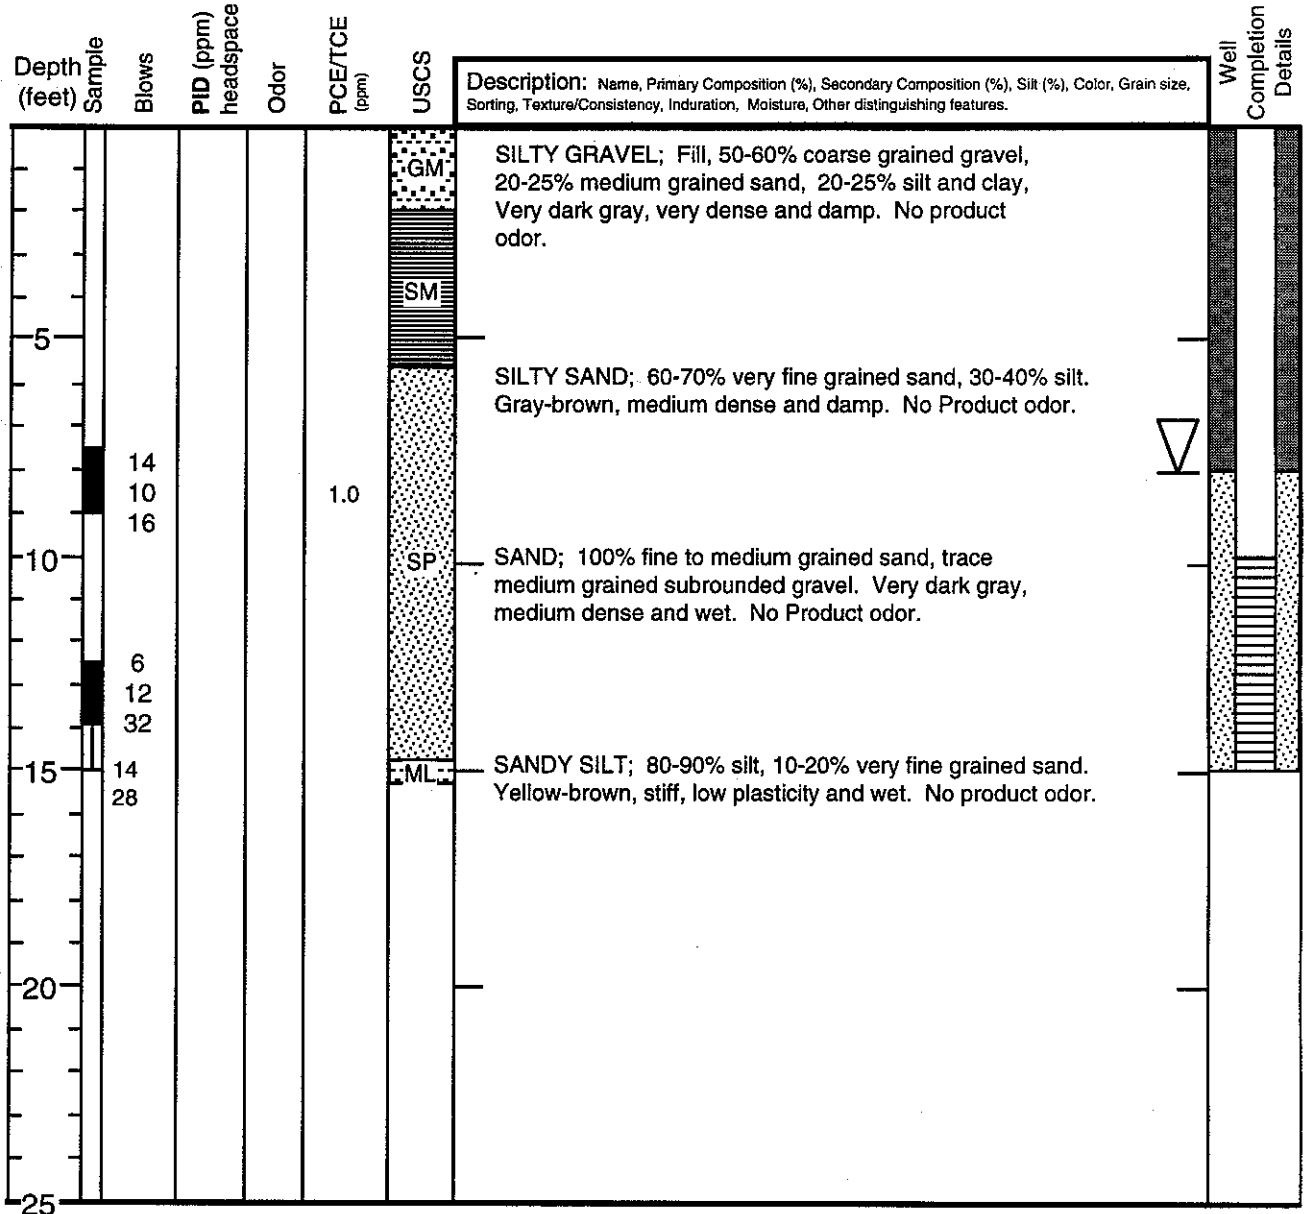 Depth
(feet)
Sample
Blows
PID (ppm)
headspace
Odor
PCE/TCE
(ppm)
USCS
Description: Name, Primary Composition (%), Secondary Composition (%), Silt (%), Color, Grain size,
Sorting, Texture/Consistency, Induration, Moisture, Other distinguishing features.
Well
Completion
Details
GM
SILTY GRAVEL; Fill, 50-60% coarse grained gravel,
20-25% medium grained sand, 20-25% silt and clay,
Very dark gray, very dense and damp. No product
odor.
SM
5
SILTY SAND; 60-70% very fine grained sand, 30-40% silt.
Gray-brown, medium dense and damp. No Product odor.
14
10
16
1.0
10
SP
SAND; 100% fine to medium grained sand, trace
medium grained subrounded gravel. Very dark gray,
medium dense and wet. No Product odor.
6
12
32
15
14
28
ML
SANDY SILT; 80-90% silt, 10-20% very fine grained sand.
Yellow-brown, stiff, low plasticity and wet. No product odor.
20
25